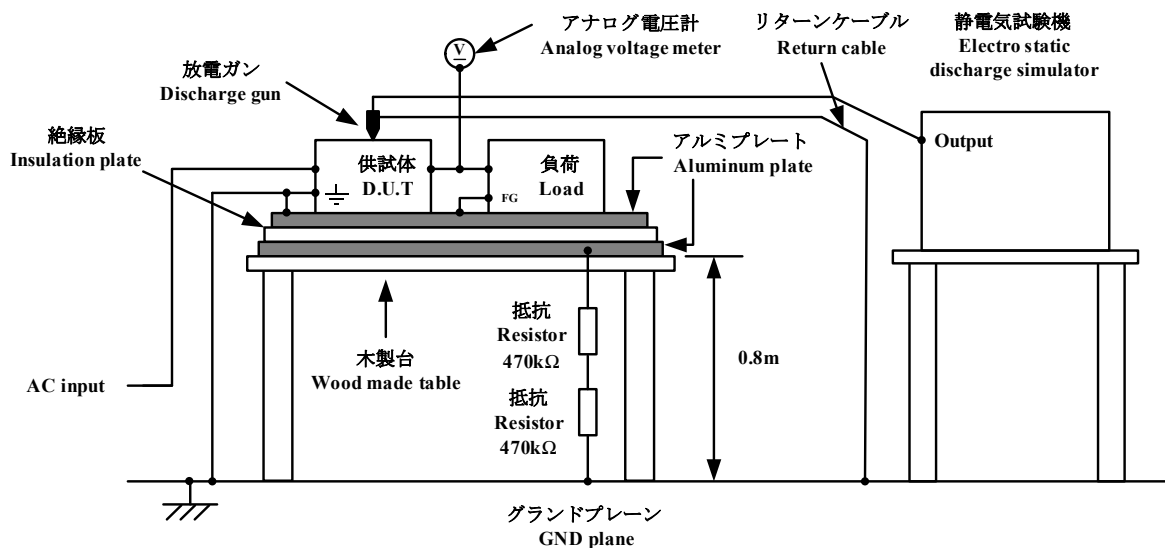 アナログ電圧計
Analog voltage meter
リターンケーブル
Return cable
静電気試験機
Electro static
discharge simulator
放電ガン
Discharge gun
V
絶縁板
Insulation plate
供試体
D.U.T
負荷
Load
FG
アルミプレート
Aluminum plate
Output
抵抗
Resistor
470kΩ
0.8m
木製台
Wood made table
AC input
抵抗
Resistor
470kΩ
グランドプレーン
GND plane